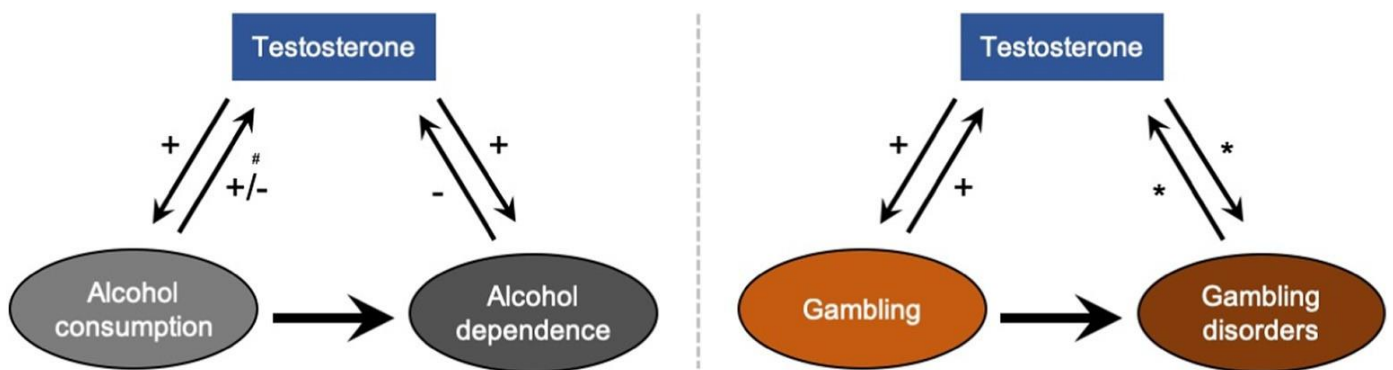 Testosterone
+
#
+/-
-
+
Alcohol
consumption
Alcohol
dependence
Testosterone
+
+
*
*
Gambling
Gambling
disorders